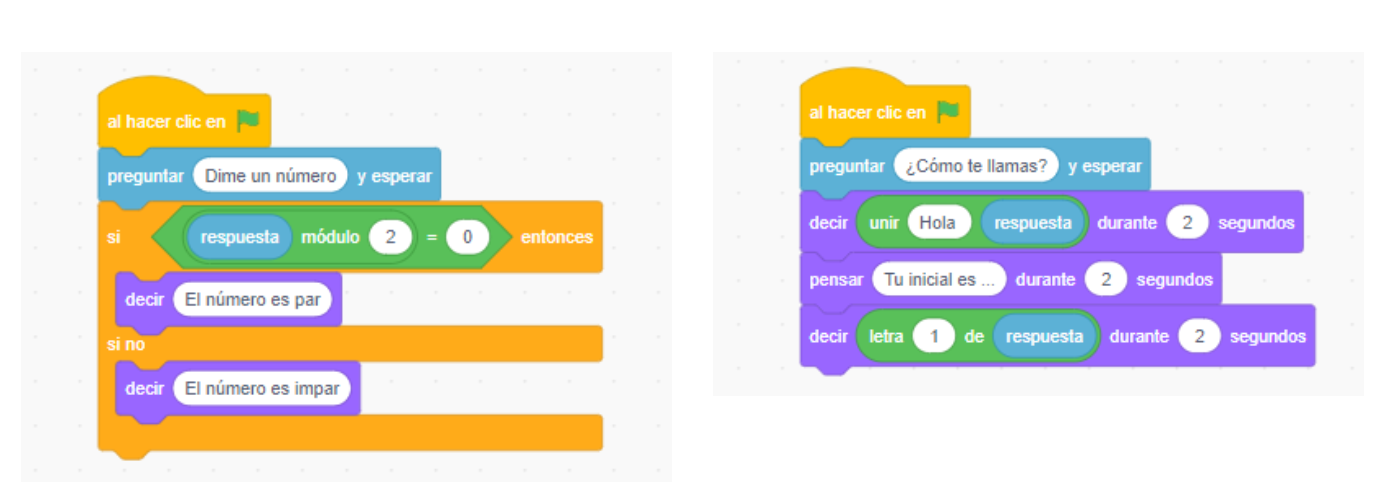 al hacer clic en
preguntar Dime un número y esperar
si respuesta módulo 2 = 0 entonces
decir El número es par
si no
decir El número es impar
al hacer clic en
preguntar ¿Cómo te llamas? y esperar
decir unir Hola respuesta durante 2 segundos
pensar Tu inicial es ... durante 2 segundos
decir letra 1 de respuesta durante 2 segundos